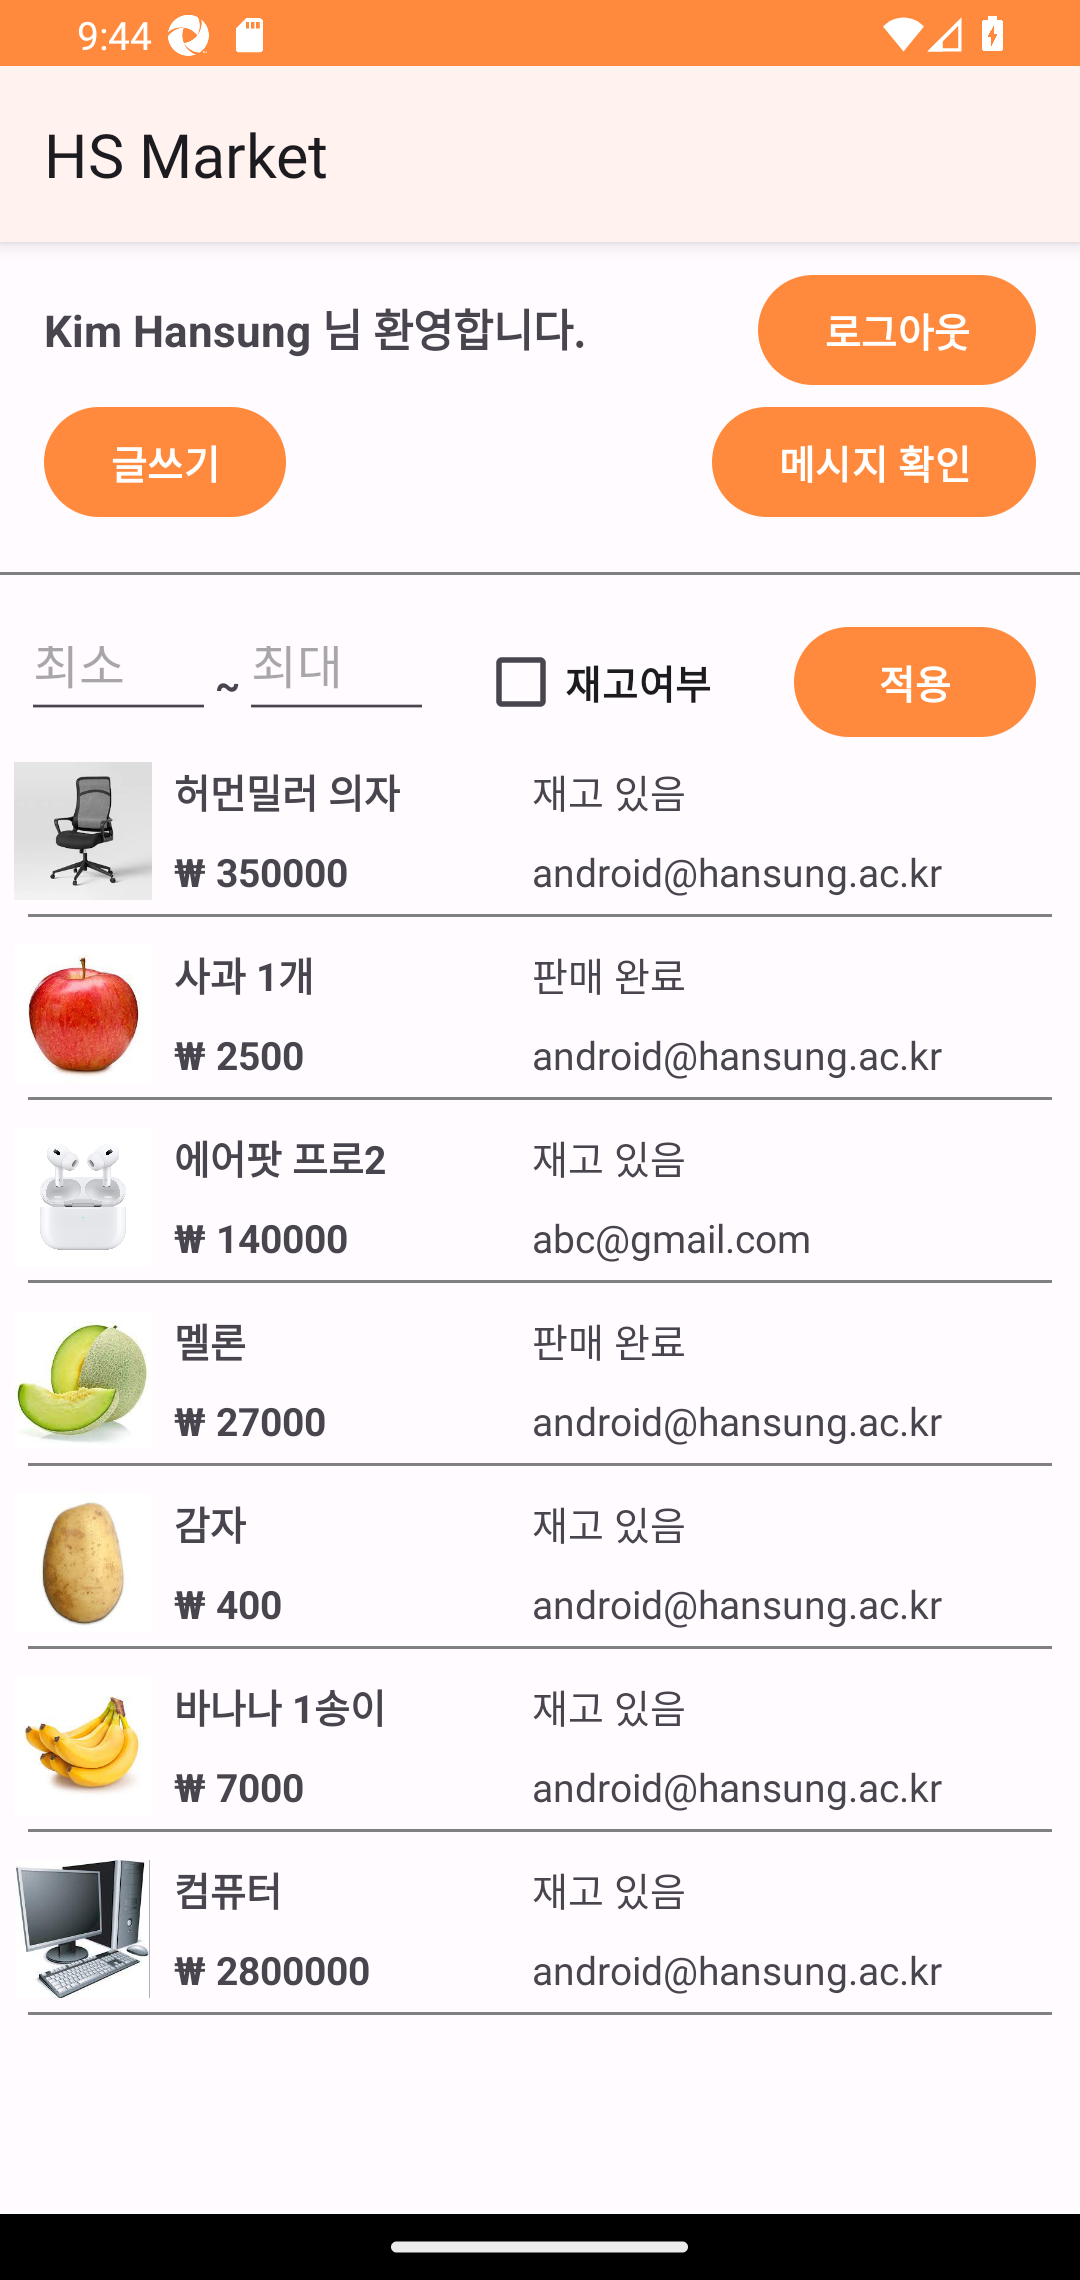 9:44
HS Market
Kim Hansung 님 환영합니다.
로그아웃
글쓰기
메시지 확인
최소 ~ 최대
재고여부
적용
허먼밀러 의자
재고 있음
₩ 350000
android@hansung.ac.kr
사과 1개
판매 완료
₩ 2500
android@hansung.ac.kr
에어팟 프로2
재고 있음
₩ 140000
abc@gmail.com
멜론
판매 완료
₩ 27000
android@hansung.ac.kr
감자
재고 있음
₩ 400
android@hansung.ac.kr
바나나 1송이
재고 있음
₩ 7000
android@hansung.ac.kr
컴퓨터
재고 있음
₩ 2800000
android@hansung.ac.kr